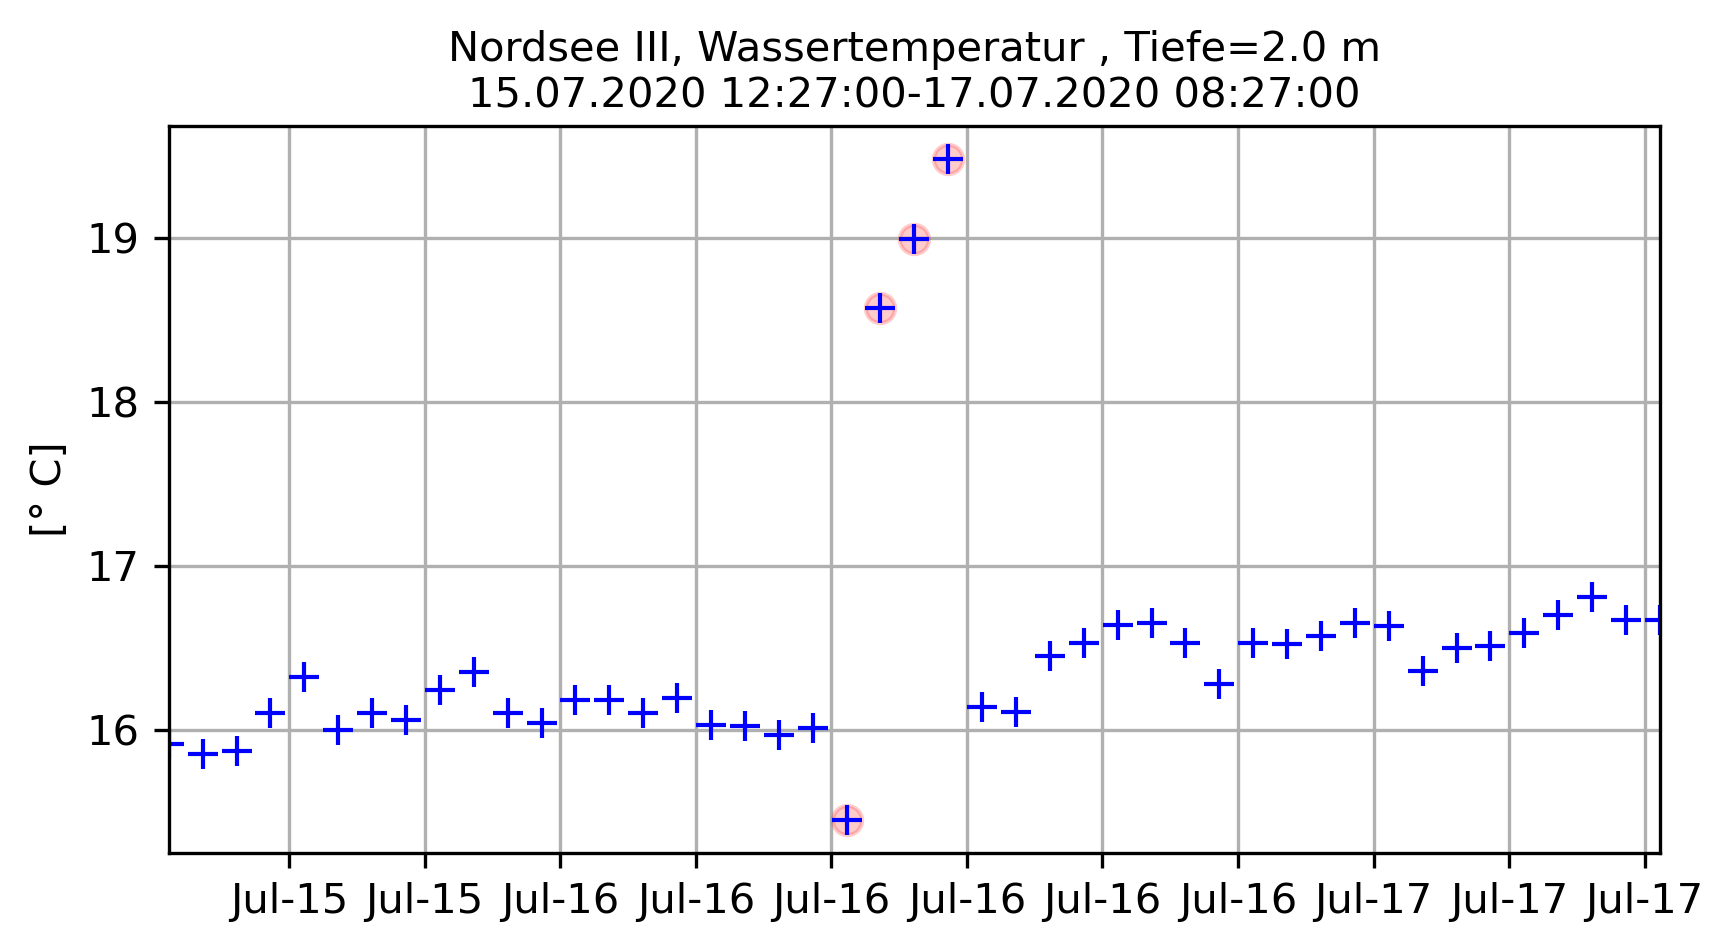 Nordsee III, Wassertemperatur , Tiefe=2.0 m
15.07.2020 12:27:00-17.07.2020 08:27:00
19
18
17
16
[° C]
Jul-15 Jul-15 Jul-16 Jul-16 Jul-16 Jul-16 Jul-16 Jul-16 Jul-17 Jul-17 Jul-17